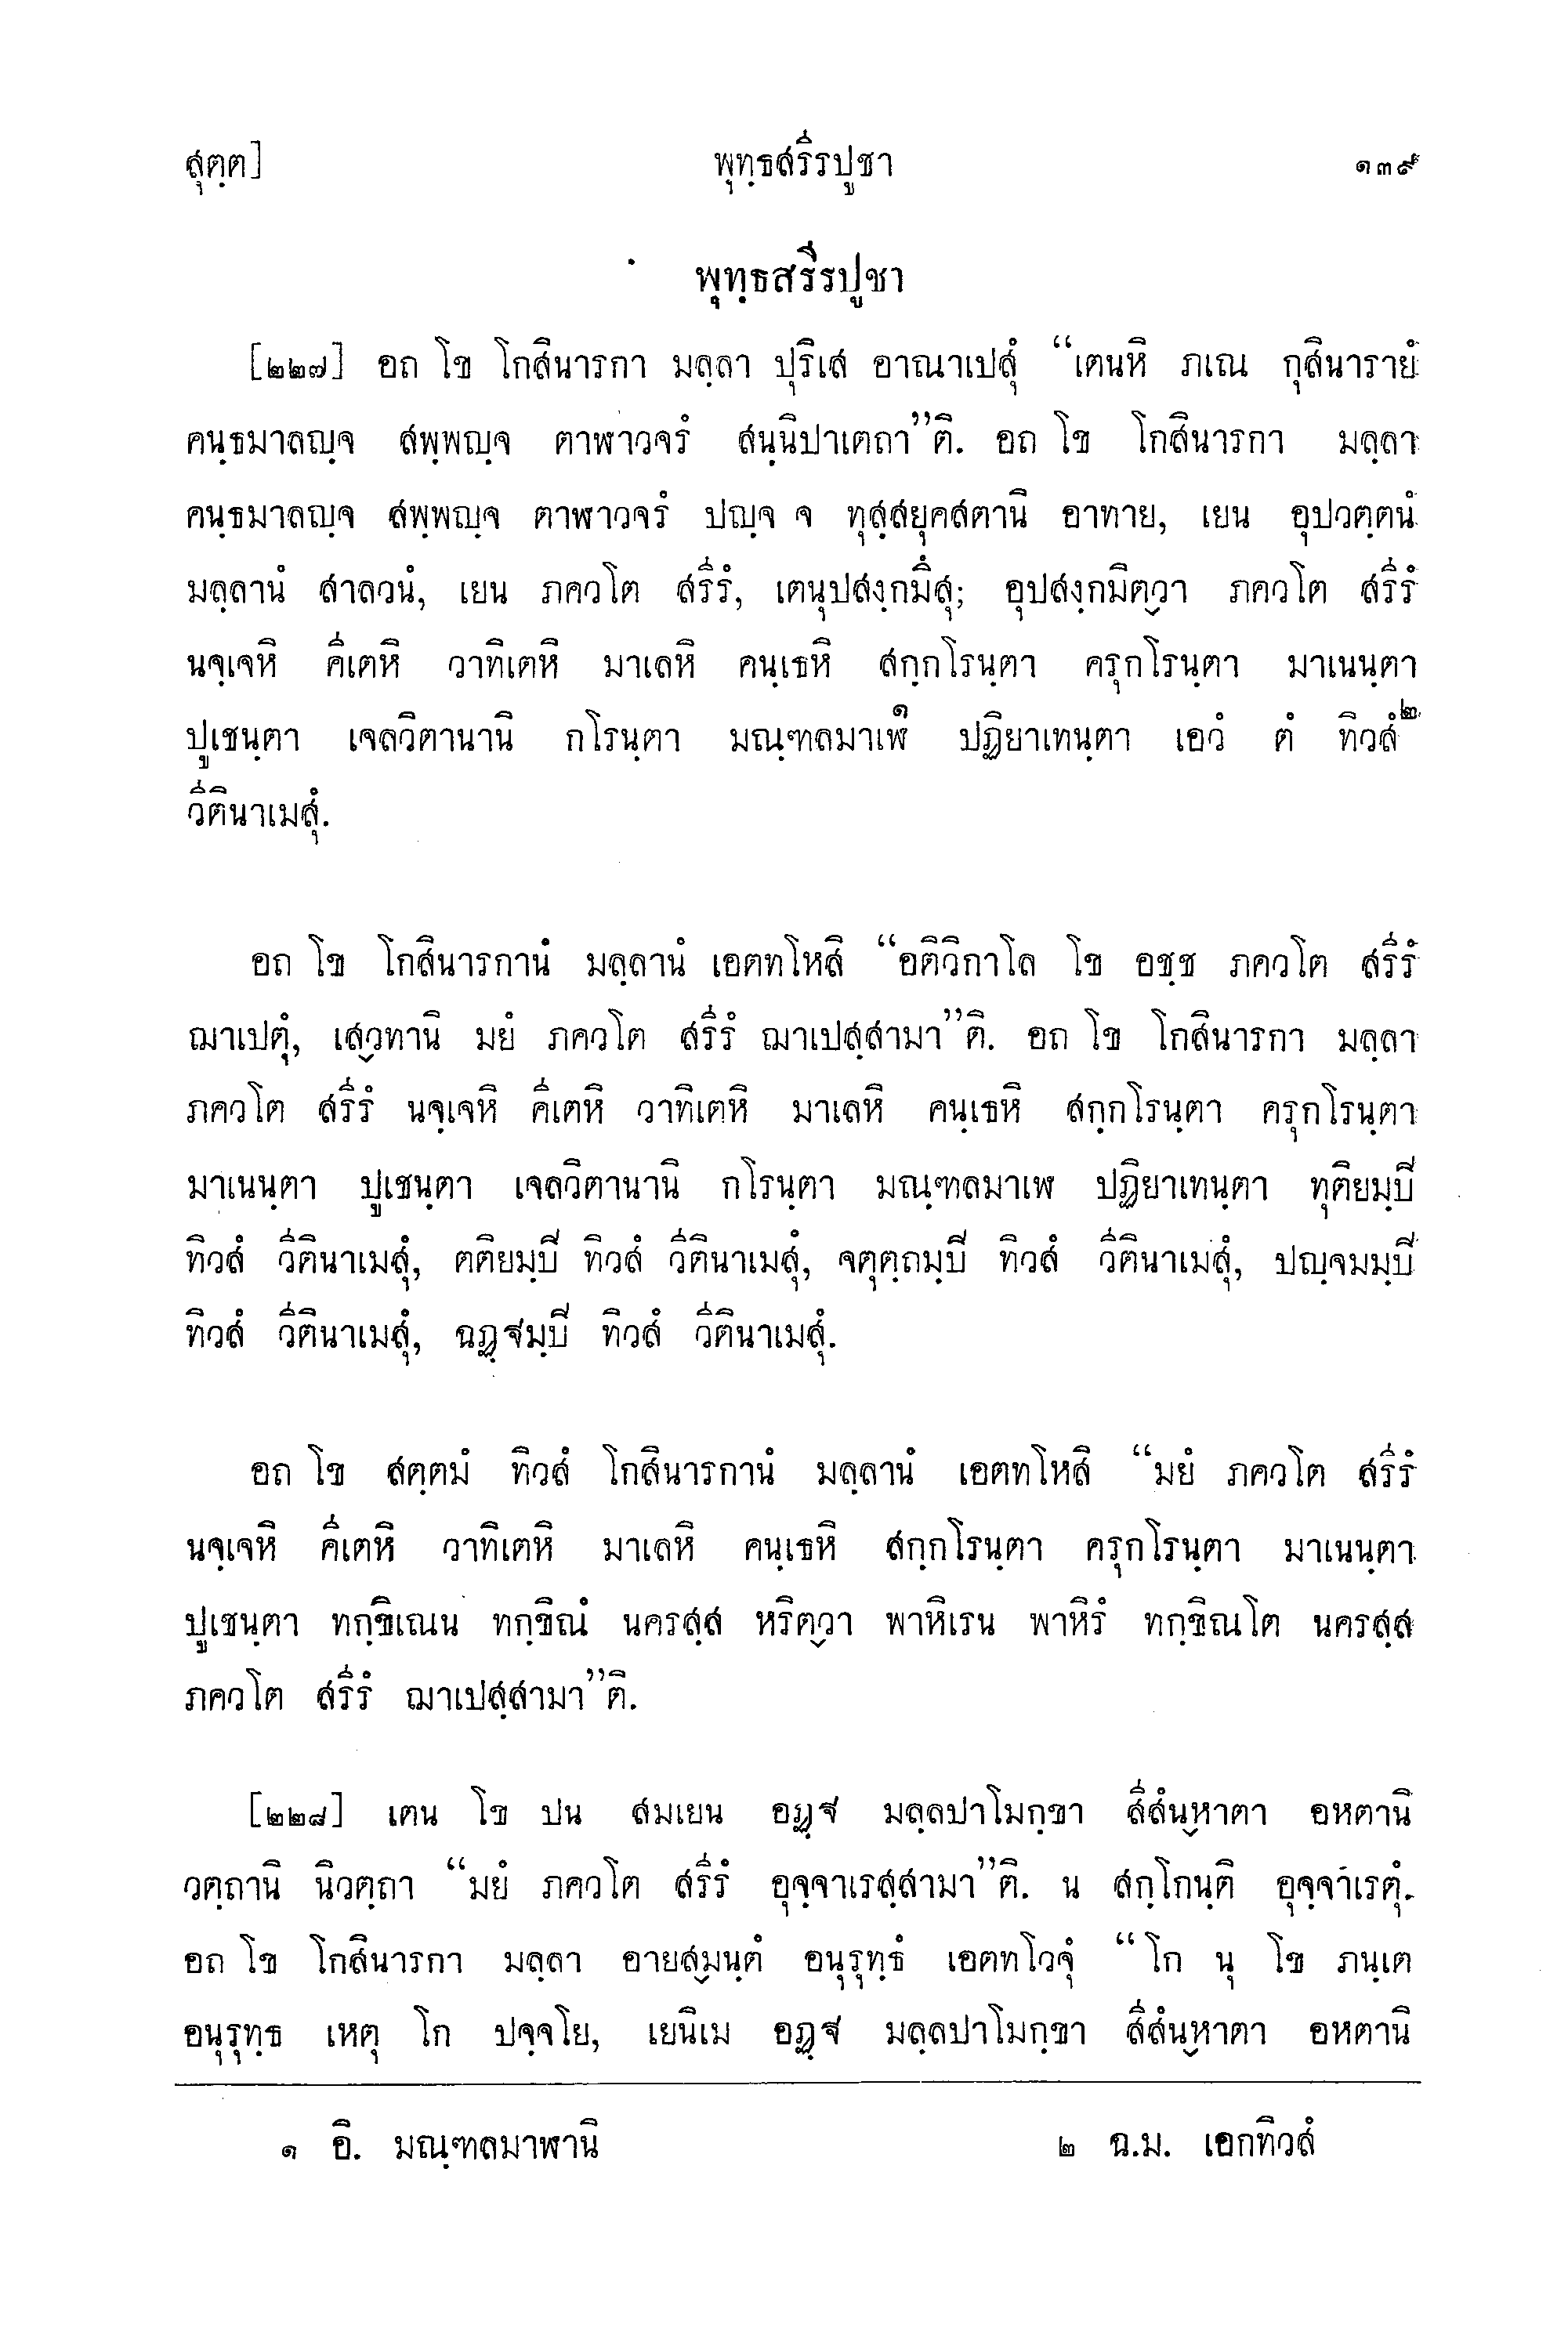 สุตฺต] พุทฺธสรีรปูชา ๑๓๙
พุทฺธสรีรปูชา
[๒๒๗] อถ โข โกสินารกา มลฺลา ปุริเส อาณาเปสุํ “เตนหิ ภเณ กุสินารายํ
คนฺธมาลญฺจ สพฺพญฺจ ตาฬาวจรํ สนฺนิปาเตถา”ติ. อถ โข โกสินารกา มลฺลา
คนฺธมาลญฺจ สพฺพญฺจ ตาฬาวจรํ ปญฺจ จ ทุสฺสยุคสตานิ อาทาย, เยน อุปวตฺตนํ
มลฺลานํ สาลวนํ, เยน ภควโต สรีรํ, เตนุปสงฺกมึสุ; อุปสงฺกมิตฺวา ภควโต สรีรํ
นจฺเจหิ คีเตหิ วาทิเตหิ มาเลหิ คนฺเธหิ สกฺกโรนฺตา ครุกโรนฺตา มาเนนฺตา
ปูเชนฺตา เจลวิตานานิ กโรนฺตา มณฺฑลมาเฬ๑ ปฏิยาเทนฺตา เอวํ ตํ ทิวสํ๒
วีตินาเมสุํ.
อถ โข โกสินารกานํ มลฺลานํ เอตทโหสิ “อติวิกาโล โข อชฺช ภควโต สรีรํ
ฌาเปตุํ, เสฺวทานิ มยํ ภควโต สรีรํ ฌาเปสฺสามา”ติ. อถ โข โกสินารกา มลฺลา
ภควโต สรีรํ นจฺเจหิ คีเตหิ วาทิเตหิ มาเลหิ คนฺเธหิ สกฺกโรนฺตา ครุกโรนฺตา
มาเนนฺตา ปูเชนฺตา เจลวิตานานิ กโรนฺตา มณฺฑลมาเฬ ปฏิยาเทนฺตา ทุติยมฺปิ
ทิวสํ วีตินาเมสุํ, ตติยมฺปิ ทิวสํ วีตินาเมสุํ, จตุตฺถมฺปิ ทิวสํ วีตินาเมสุํ, ปญฺจมมฺปิ
ทิวสํ วีตินาเมสุํ, ฉฏฺฐมฺปิ ทิวสํ วีตินาเมสุํ.
อถ โข สตฺตมํ ทิวสํ โกสินารกานํ มลฺลานํ เอตทโหสิ “มยํ ภควโต สรีรํ
นจฺเจหิ คีเตหิ วาทิเตหิ มาเลหิ คนฺเธหิ สกฺกโรนฺตา ครุกโรนฺตา มาเนนฺตา
ปูเชนฺตา ทกฺขิเณน ทกฺขิณํ นครสฺส หริตฺวา พาหิเรน พาหิรํ ทกฺขิณโต นครสฺส
ภควโต สรีรํ ฌาเปสฺสามา”ติ.
[๒๒๘] เตน โข ปน สมเยน อฏฺฐ มลฺลปาโมกฺขา สีสํนฺหาตา อหตานิ
วตฺถานิ นิวตฺถา “มยํ ภควโต สรีรํ อุจฺจาเรสฺสามา”ติ. น สกฺโกนฺติ อุจฺจาเรตุํ.
อถ โข โกสินารกา มลฺลา อายสฺมนฺตํ อนุรุทฺธํ เอตทโวจุํ “โก นุ โข ภนฺเต
อนุรุทฺธ เหตุ โก ปจฺจโย, เยนิเม อฏฺฐ มลฺลปาโมกฺขา สีสํนฺหาตา อหตานิ
๑ อิ. มณฺฑลมาฬานิ ๒ ฉ.ม. เอกทิวสํ